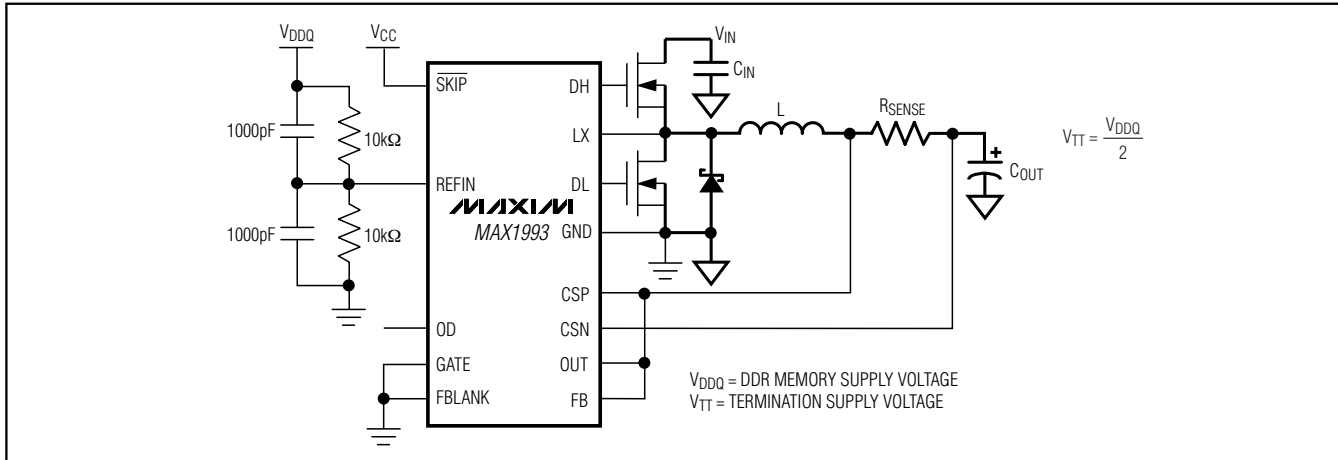 VDDQ
VCC
VIN
SKIP
DH
CIN
1000pF
10kΩ
LX
L
RSENSE
VTT = VDDQ / 2
REFIN
DL
COUT
+
MAXIM
MAX1993
GND
1000pF
10kΩ
CSP
OD
CSN
GATE
OUT
FBLANK
FB
VDDQ = DDR MEMORY SUPPLY VOLTAGE
VTT = TERMINATION SUPPLY VOLTAGE